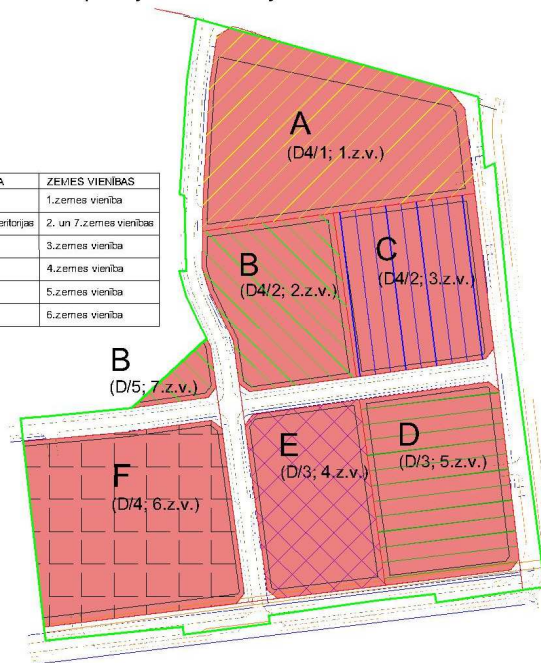 A
(D4/1; 1.z.v.)
A ZEMES VIENĪBAS
1.zemes vienība
teritorijas 2. un 7.zemes vienības
3.zemes vienība
4.zemes vienība
5.zemes vienība
6.zemes vienība
B
(D4/2; 2.z.v.)
C
(D4/2; 3.z.v.)
B
(D/5; 7.z.v.)
F
(D/4; 6.z.v.)
E
(D/3; 4.z.v.)
D
(D/3; 5.z.v.)